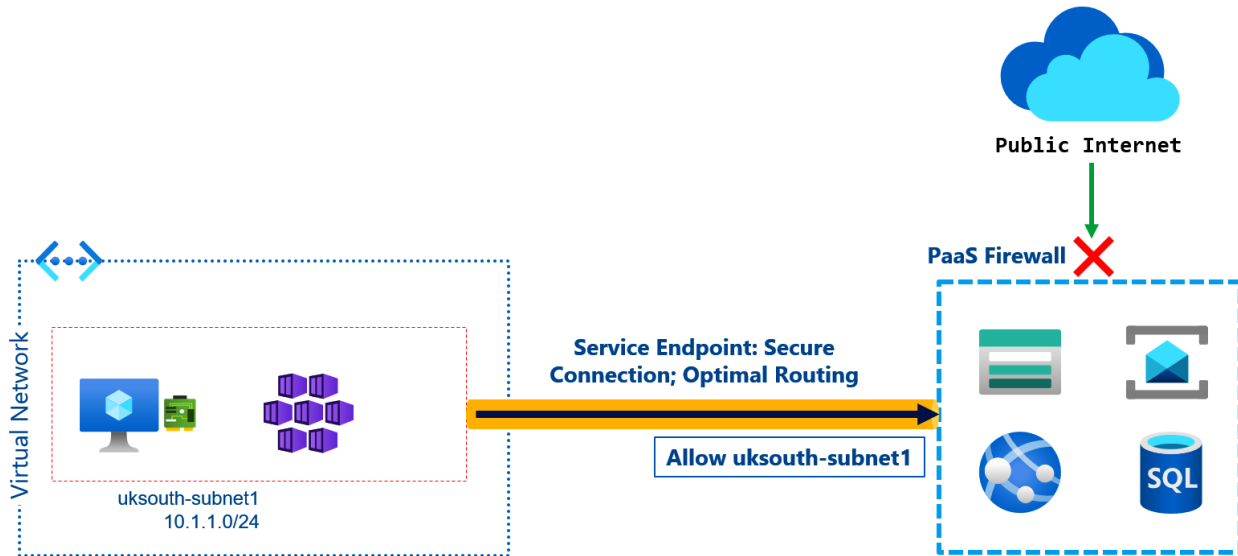 Public Internet
PaaS Firewall
Virtual Network
Service Endpoint: Secure
Connection; Optimal Routing
Allow uksouth-subnet1
uksouth-subnet1
10.1.1.0/24
SQL